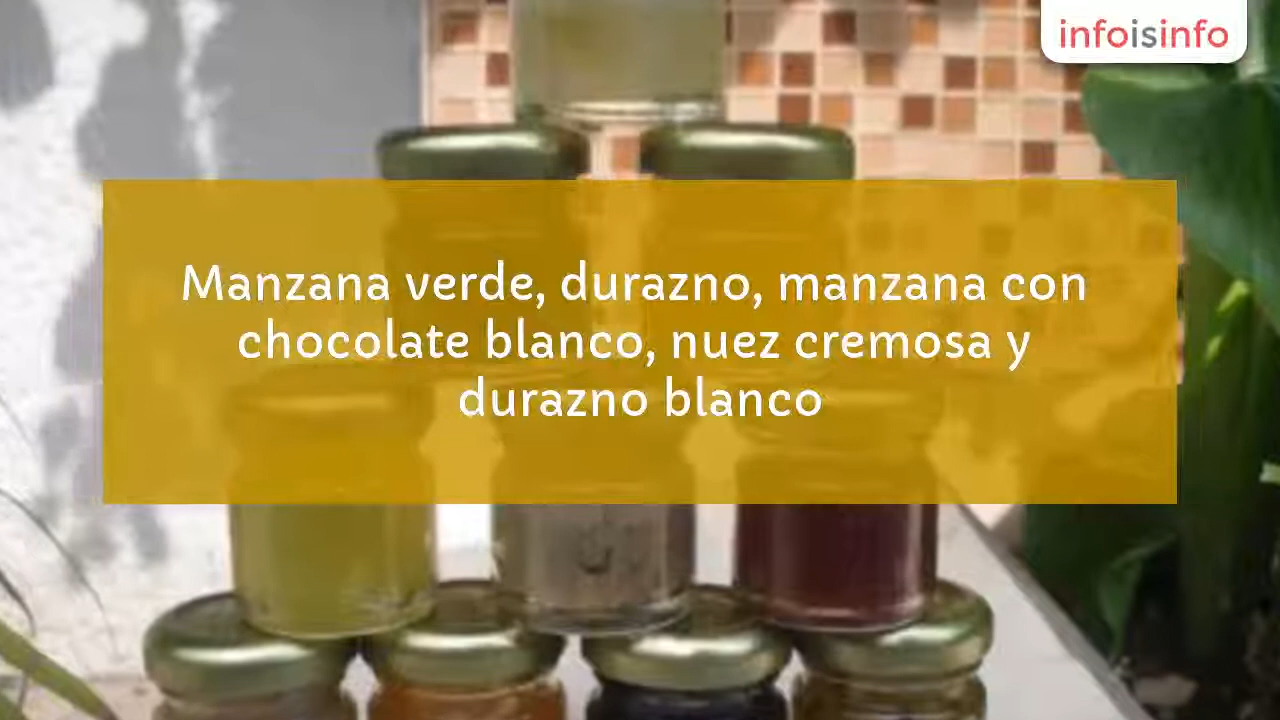 infoisinfo
Manzana verde, durazno, manzana con
chocolate blanco, nuez cremosa y
durazno blanco